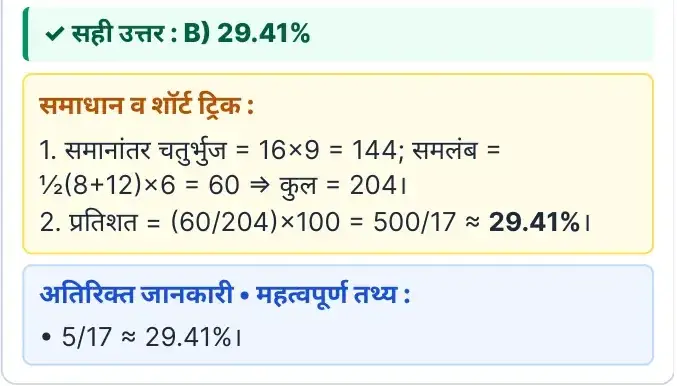 ✓ सही उत्तर : B) 29.41%
समाधान व शॉर्ट ट्रिक :
1. समानांतर चतुर्भुज = 16×9 = 144; समलंब =
½(8+12)×6 = 60 ⇒ कुल = 204।
2. प्रतिशत = (60/204)×100 = 500/17 ≈ 29.41%।
अतिरिक्त जानकारी • महत्वपूर्ण तथ्य :
• 5/17 ≈ 29.41%।